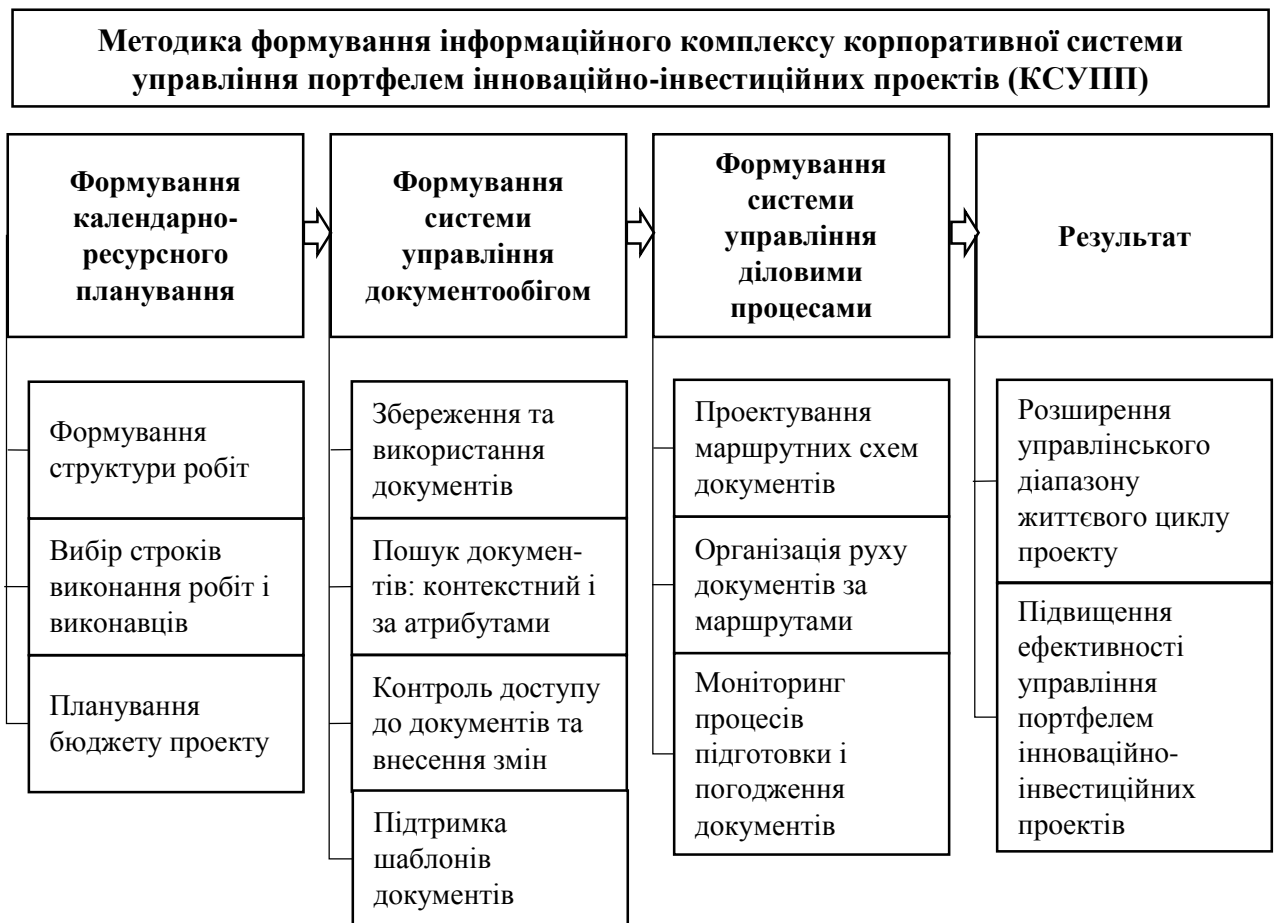 Методика формування інформаційного комплексу корпоративної системи
управління портфелем інноваційно-інвестиційних проектів (КСУПП)
Формування
календарно-
ресурсного
планування
Формування
системи
управління
документообігом
Формування
системи
управління
діловими
процесами
Результат
Формування
структури робіт
Вибір строків
виконання робіт і
виконавців
Планування
бюджету проекту
Збереження та
використання
документів
Пошук докумен-
тів: контекстний і
за атрибутами
Контроль доступу
до документів та
внесення змін
Підтримка
шаблонів
документів
Проектування
маршрутних схем
документів
Організація руху
документів за
маршрутами
Моніторинг
процесів
підготовки і
погодження
документів
Розширення
управлінського
діапазону
життєвого циклу
проекту
Підвищення
ефективності
управління
портфелем
інноваційно-
інвестиційних
проектів